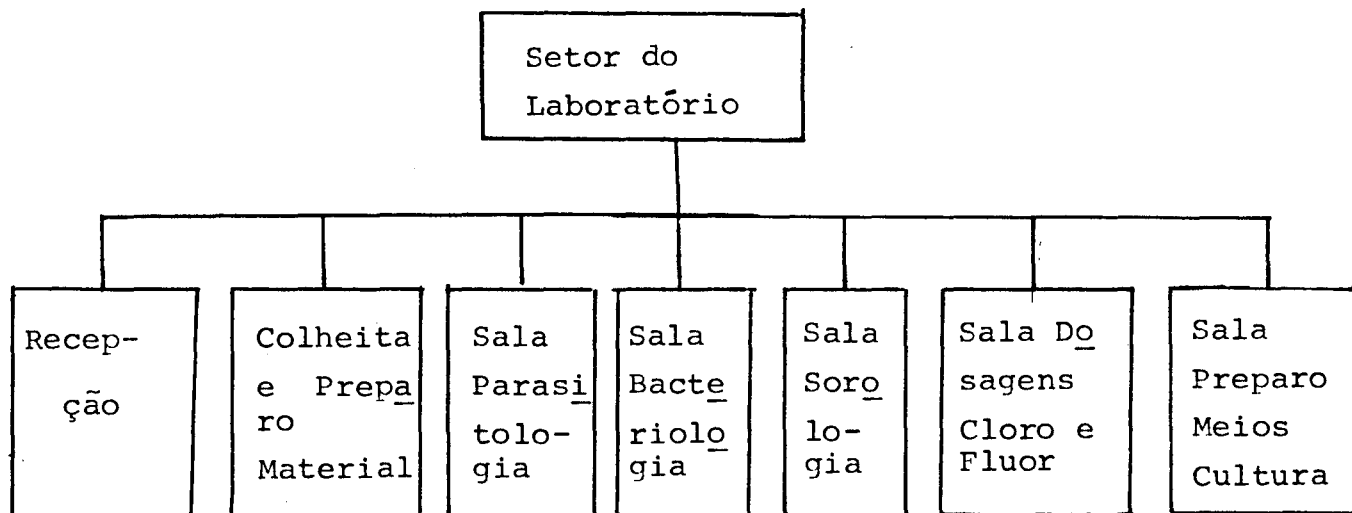 Setor do
Laboratório
Recep-
ção
Colheita
e Prepa
ro
Material
Sala
Parasi
tolo-
gia
Sala
Bacte
riolo
gia
Sala
Soro
lo-
gia
Sala Do
sagens
Cloro e
Fluor
Sala
Preparo
Meios
Cultura